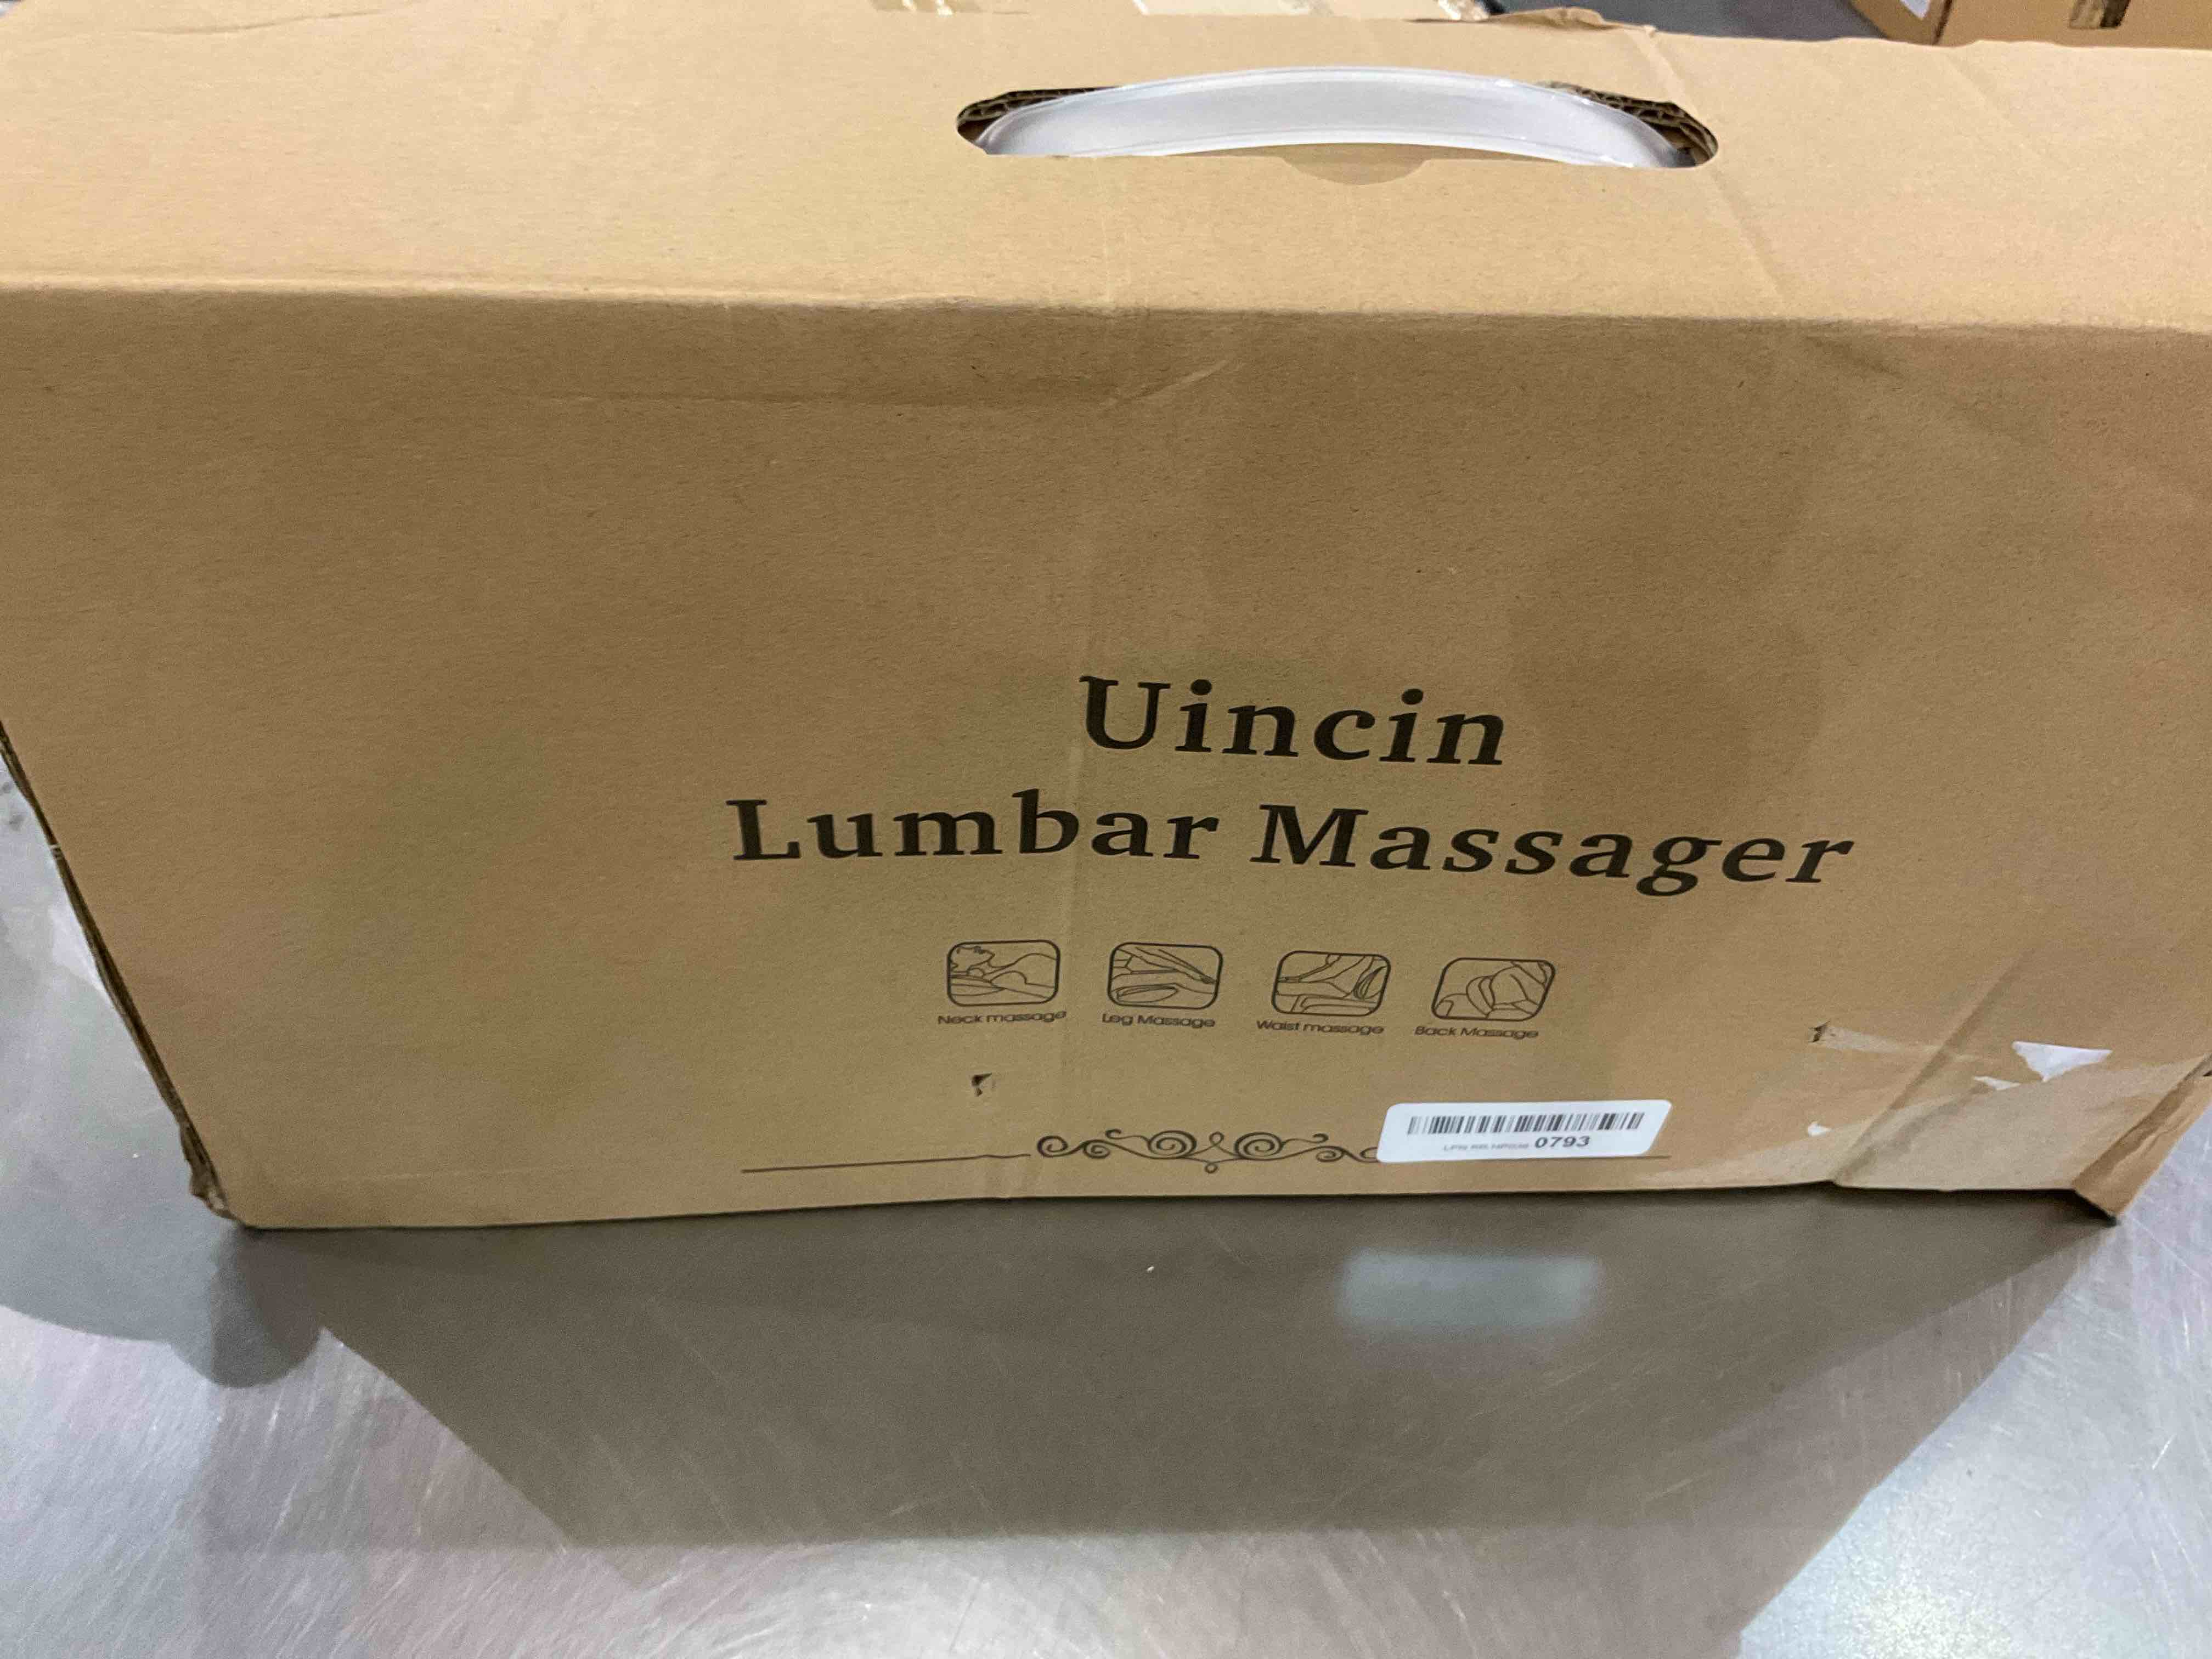 Uincin
Lumbar Massager
Neck massage
Leg Massage
Waist massage
Back Massage
0793